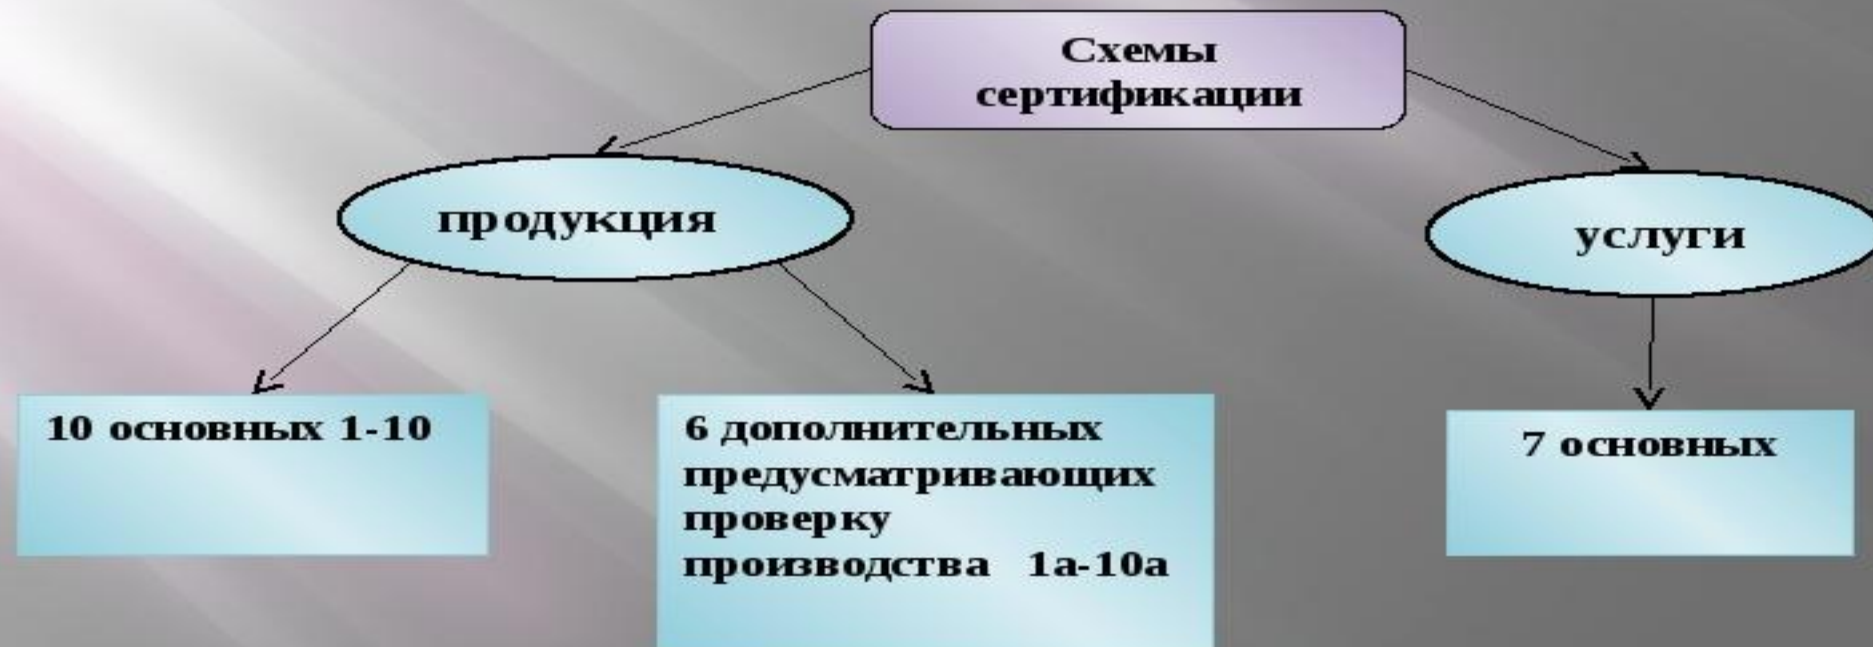 Схемы
сертификации
продукция
услуги
10 основных 1-10
6 дополнительных
предусматривающих
проверку
производства 1а-10а
7 основных